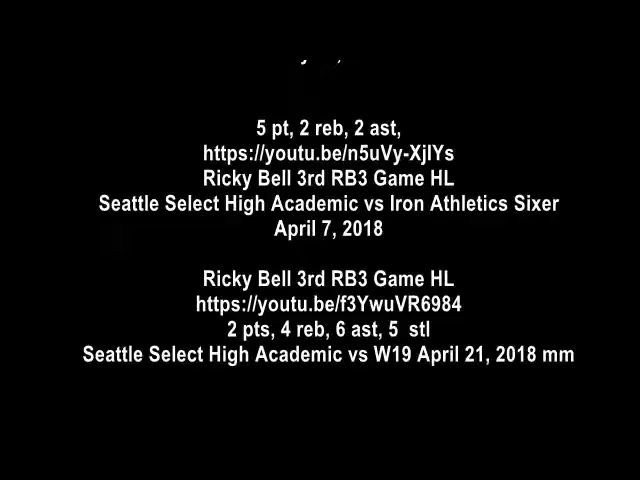 5 pt, 2 reb, 2 ast,
https://youtu.be/n5uVy-XjIYs
Ricky Bell 3rd RB3 Game HL
Seattle Select High Academic vs Iron Athletics Sixer
April 7, 2018
Ricky Bell 3rd RB3 Game HL
https://youtu.be/f3YwuVR6984
2 pts, 4 reb, 6 ast, 5 stl
Seattle Select High Academic vs W19 April 21, 2018 mm